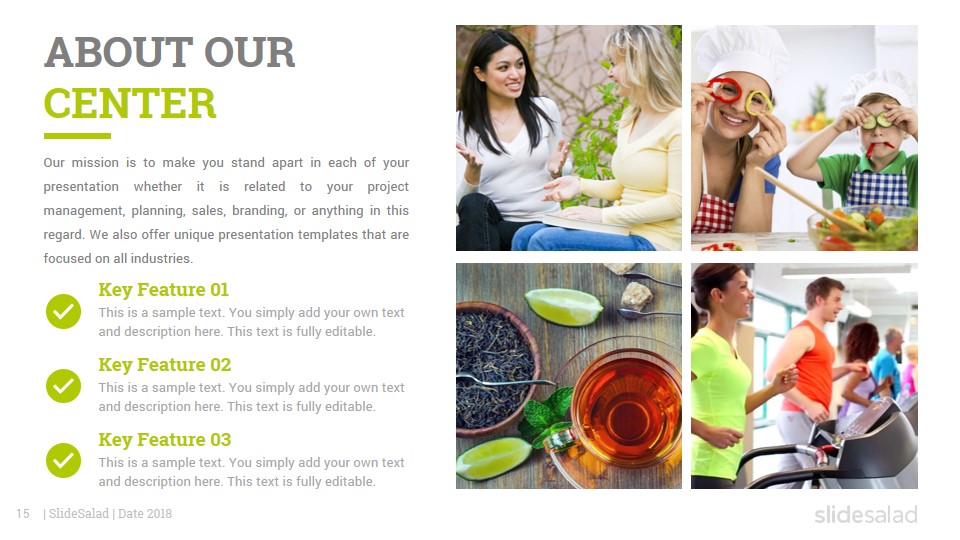 ABOUT OUR
CENTER
Our mission is to make you stand apart in each of your
presentation whether it is related to your project
management, planning, sales, branding, or anything in this
regard. We also offer unique presentation templates that are
focused on all industries.
Key Feature 01
This is a sample text. You simply add your own text
and description here. This text is fully editable.
Key Feature 02
This is a sample text. You simply add your own text
and description here. This text is fully editable.
Key Feature 03
This is a sample text. You simply add your own text
and description here. This text is fully editable.
15 | SlideSalad | Date 2018
slidesalad